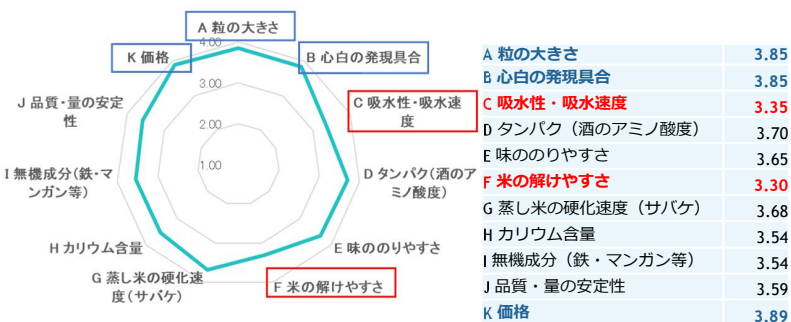 A 粒の大きさ
4.00
K 価格
B 心白の発現具合
3.00
J 品質・量の安定
性
C 吸水性・吸水速
度
2.00
1.00
I 無機成分(鉄・マ
ンガン等)
D タンパク(酒のア
ミノ酸度)
H カリウム含量
E 味ののりやすさ
G 蒸し米の硬化速
度(サバケ)
F 米の解けやすさ
A 粒の大きさ 3.85
B 心白の発現具合 3.85
C 吸水性・吸水速度 3.35
D タンパク（酒のアミノ酸度） 3.70
E 味ののりやすさ 3.65
F 米の解けやすさ 3.30
G 蒸し米の硬化速度（サバケ） 3.68
H カリウム含量 3.54
I 無機成分（鉄・マンガン等） 3.54
J 品質・量の安定性 3.59
K 価格 3.89